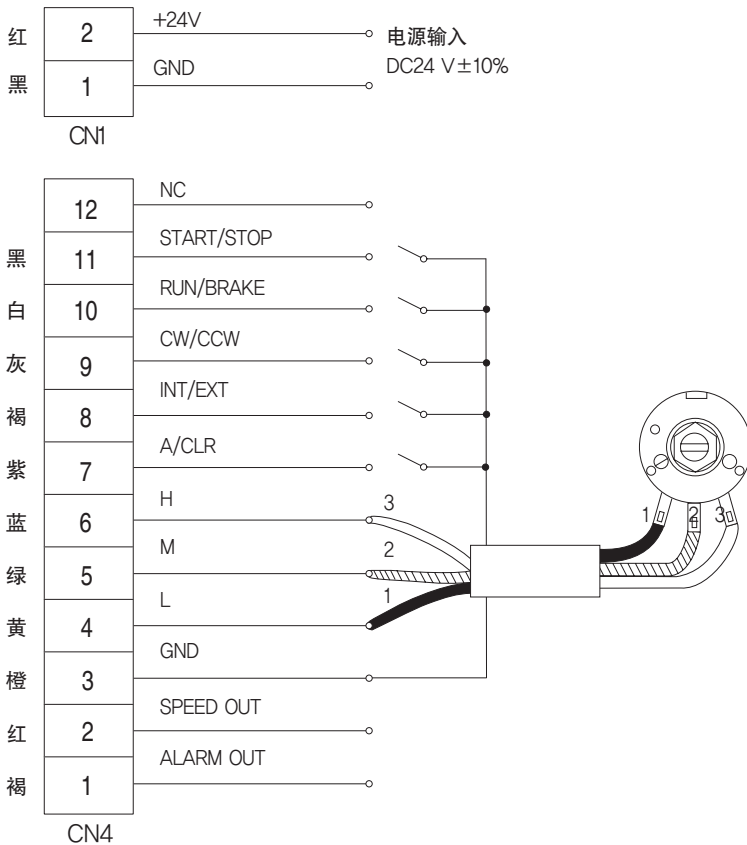 红 2 +24V 电源输入
黑 1 GND DC24 V±10%
CN1
12 NC
黑 11 START/STOP
白 10 RUN/BRAKE
灰 9 CW/CCW
褐 8 INT/EXT
紫 7 A/CLR
蓝 6 H 3
绿 5 M 2
黄 4 L 1
橙 3 GND
红 2 SPEED OUT
褐 1 ALARM OUT
CN4
1 2 3